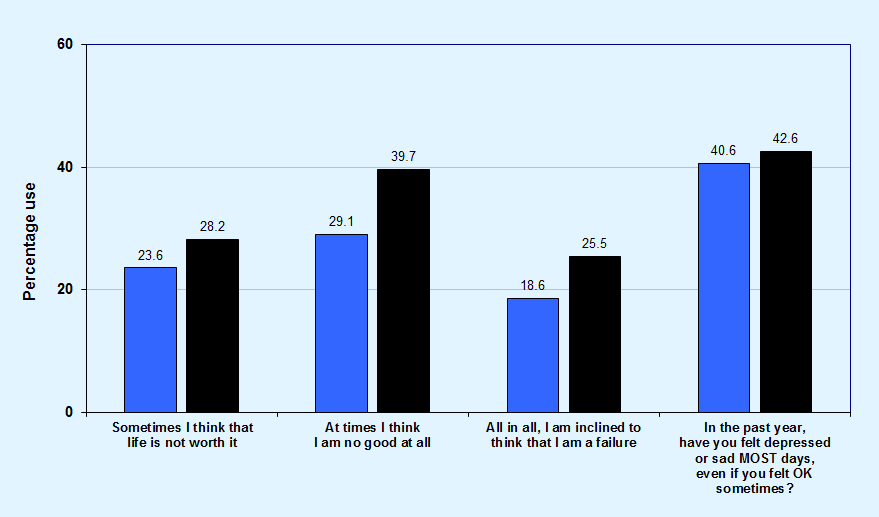 60
40
20
0
Percentage use
23.6
28.2
29.1
39.7
18.6
25.5
40.6
42.6
Sometimes I think that
life is not worth it
At times I think
I am no good at all
All in all, I am inclined to
think that I am a failure
In the past year,
have you felt depressed
or sad MOST days,
even if you felt OK
sometimes?